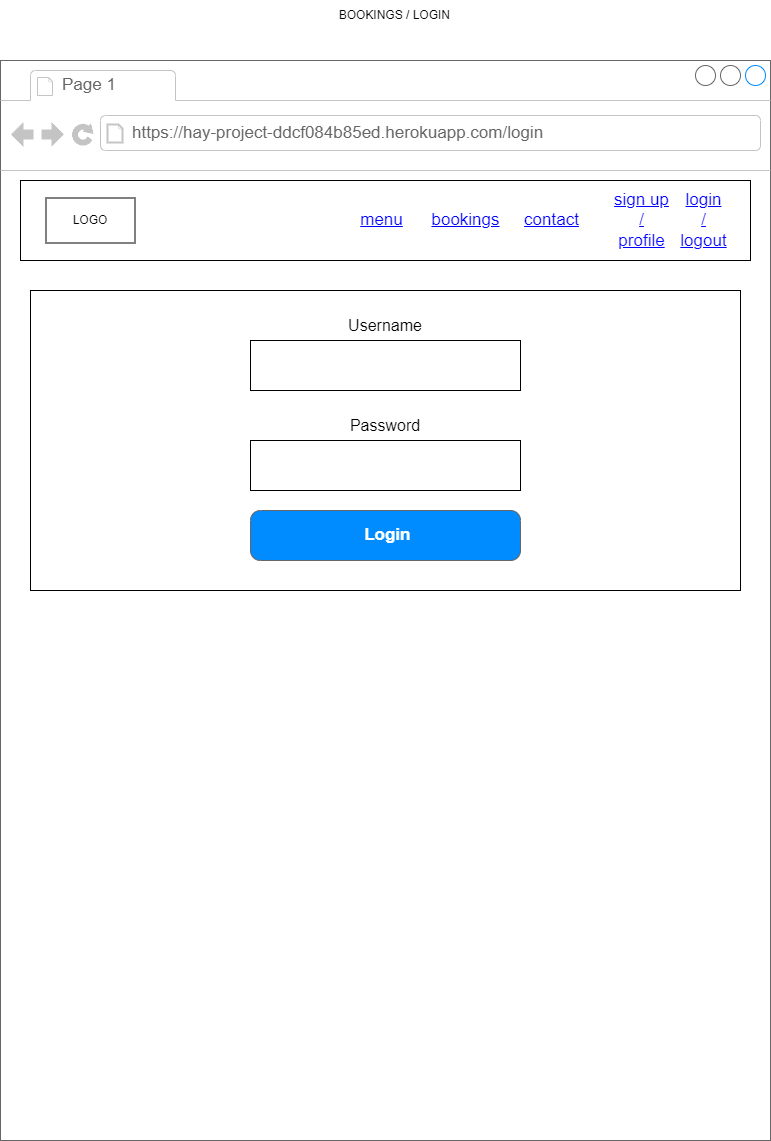 BOOKINGS / LOGIN
Page 1
https://hay-project-ddcf084b85ed.herokuapp.com/login
LOGO
menu
bookings
contact
sign up
/
profile
login
/
logout
Username
Password
Login